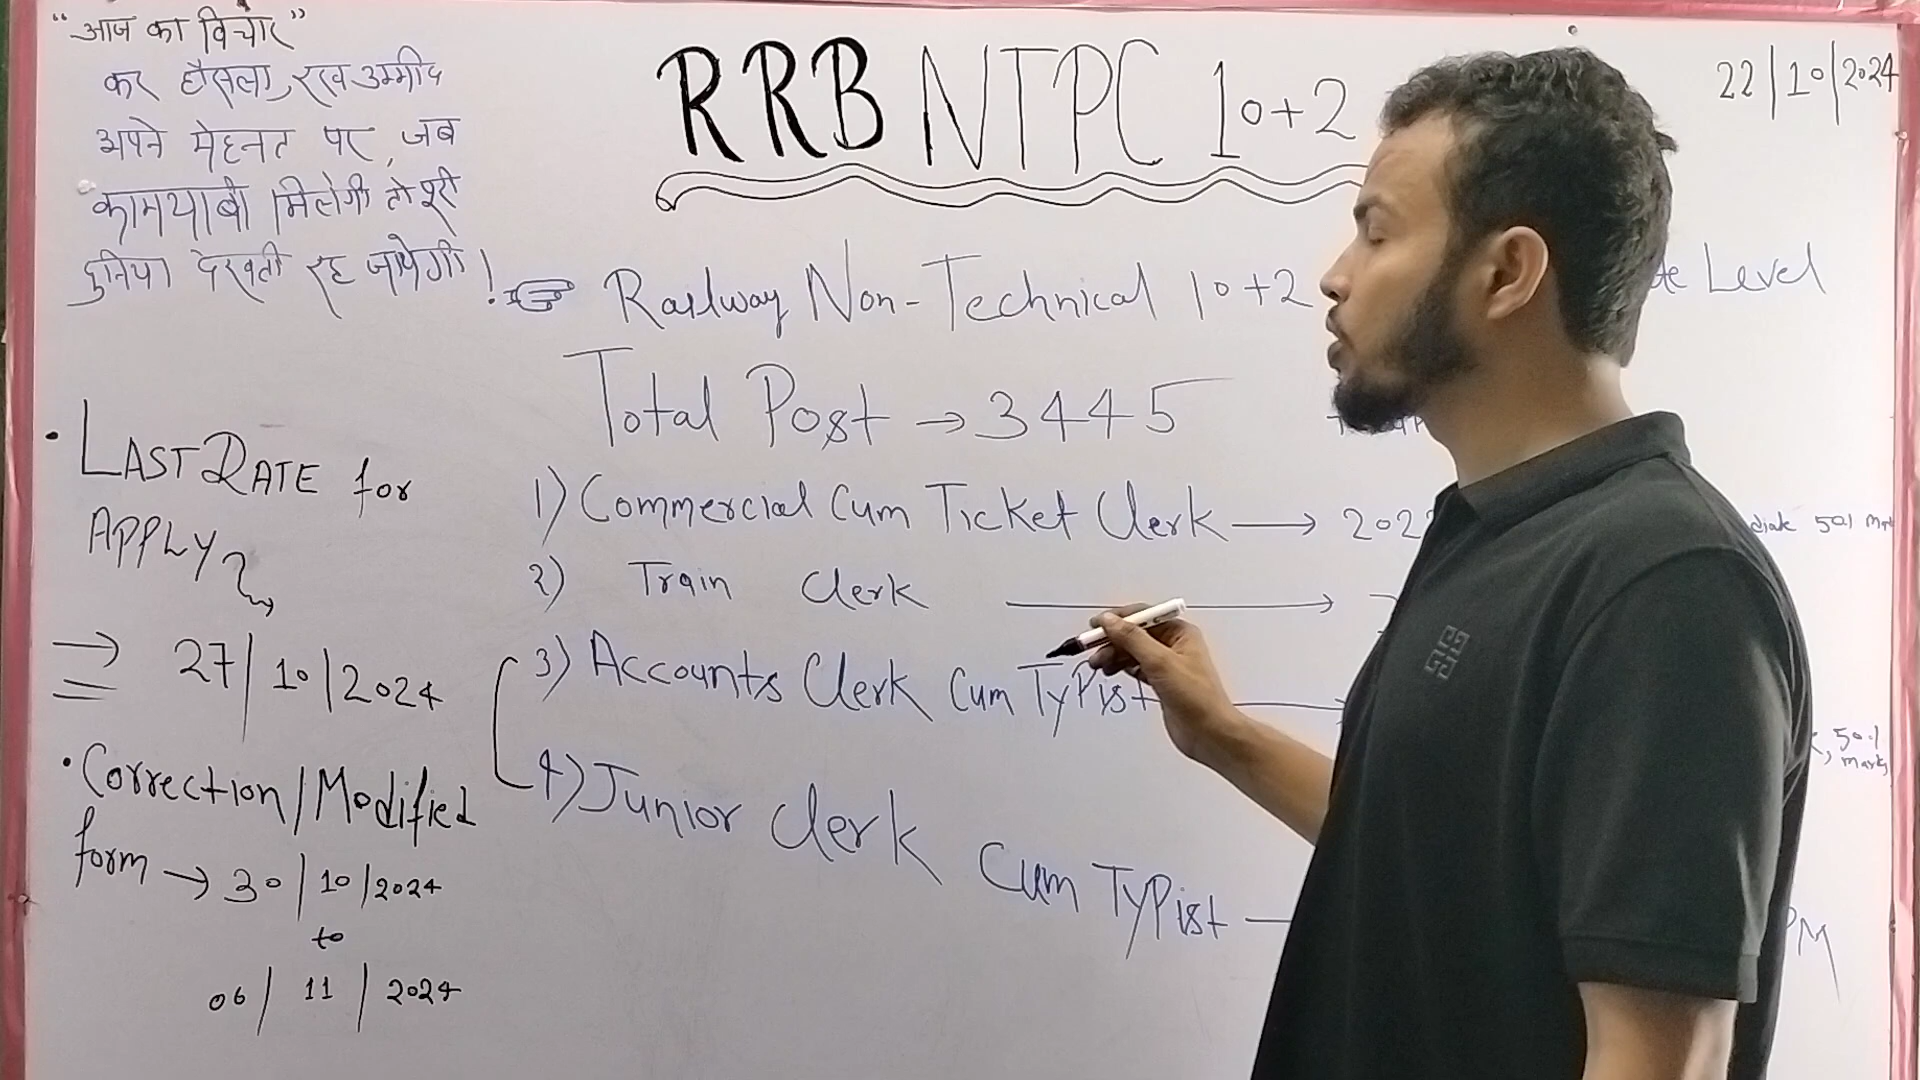 "आज का विचार"
कर हौसला, रख उम्मीद
अपने मेहनत पर, जब
कामयाबी मिलेगी तो पूरी
दुनिया देखती रह जायेगी!
RRB NTPC 10+2
22/10/2024
Railway Non-Technical 10+2 Level
Total Post → 3445
1) Commercial Cum Ticket Clerk → 202
2) Train Clerk →
3) Accounts Clerk Cum Typist
4) Junior Clerk Cum Typist
50% marks
• LAST DATE for
APPLY
⇒ 27/10/2024
• Correction/Modified
form → 30/10/2024
to
06/11/2024